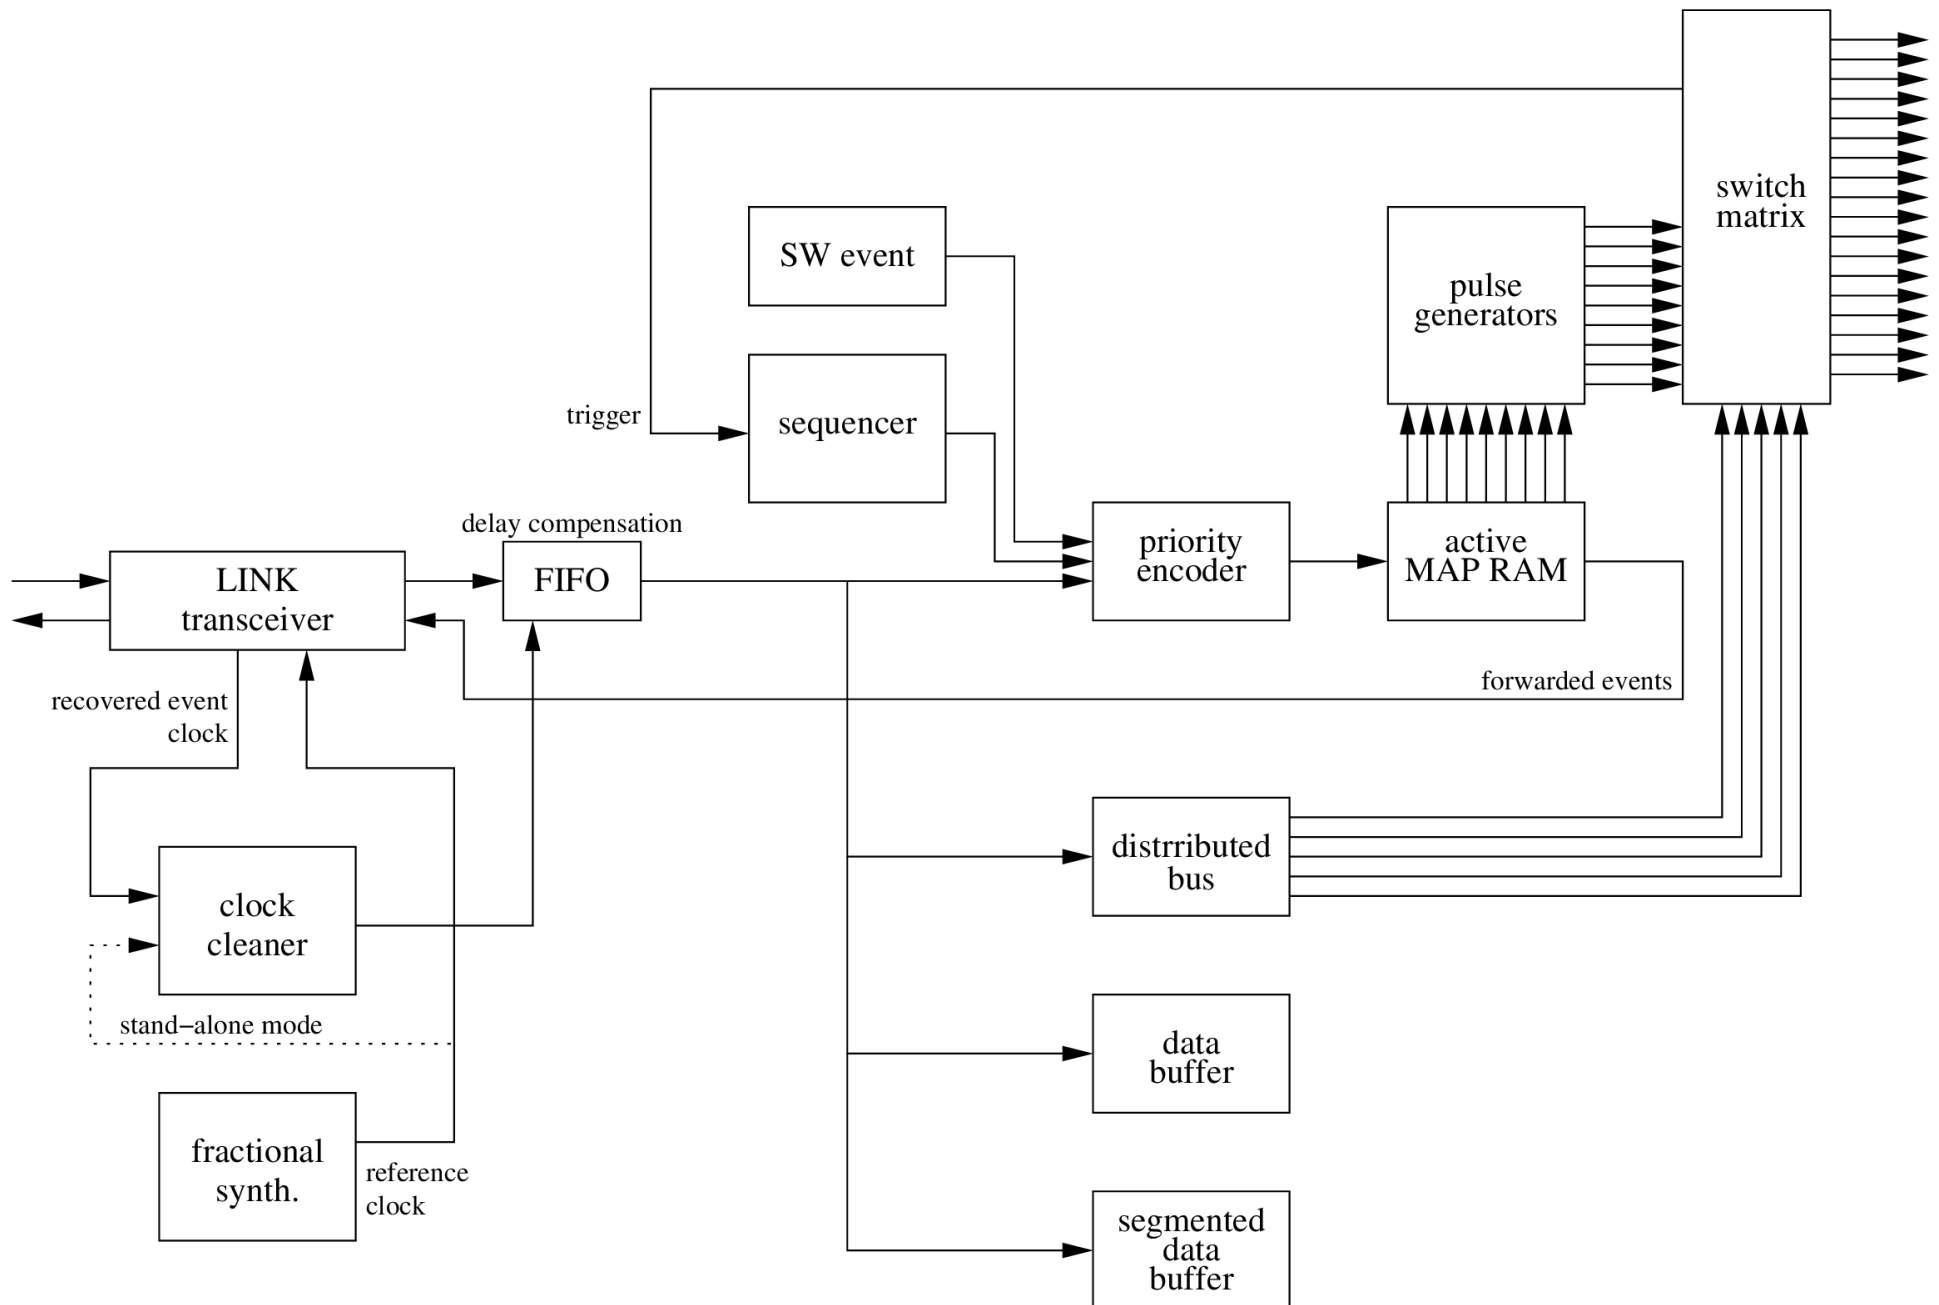 switch
matrix
SW event
pulse
generators
trigger
sequencer
delay compensation
LINK
transceiver
FIFO
priority
encoder
active
MAP RAM
forwarded events
recovered event
clock
distrributed
bus
clock
cleaner
stand−alone mode
data
buffer
fractional
synth.
reference
clock
segmented
data
buffer